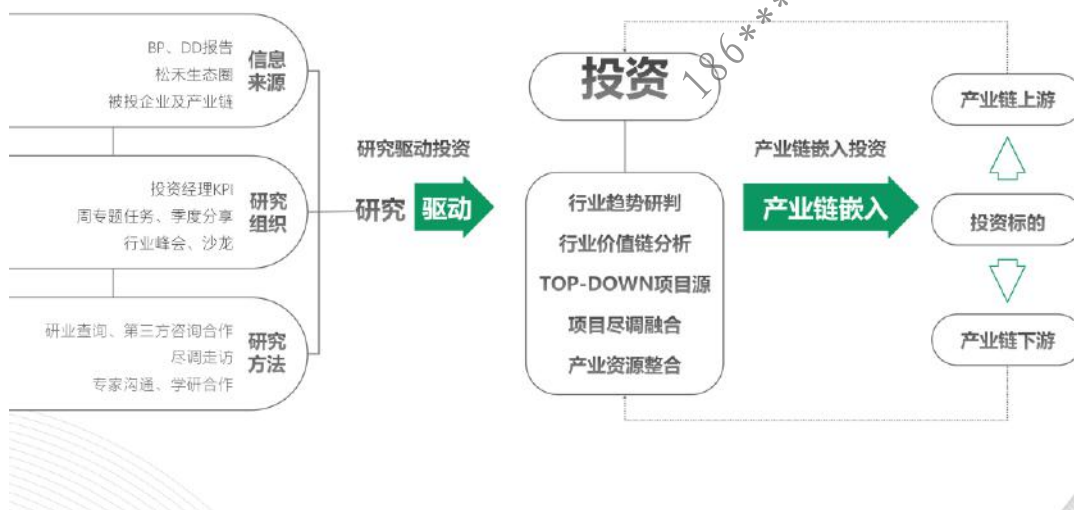 BP、DD报告
松禾生态圈
被投企业及产业链
信息
来源
投资经理KPI
周专题任务、季度分享
行业峰会、沙龙
研究
组织
研业查询、第三方咨询合作
尽调走访
专家沟通、学研合作
研究
方法
研究驱动投资
研究 驱动
投资
186***
行业趋势研判
行业价值链分析
TOP-DOWN项目源
项目尽调融合
产业资源整合
产业链嵌入投资
产业链嵌入
产业链上游
投资标的
产业链下游